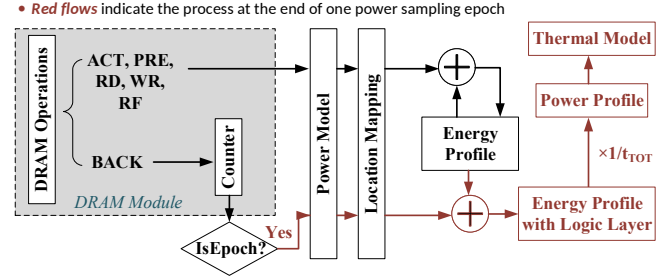 • Red flows indicate the process at the end of one power sampling epoch
DRAM Operations
ACT, PRE,
RD, WR,
RF
BACK
Counter
DRAM Module
IsEpoch?
Yes
Power Model
Location Mapping
Energy
Profile
Thermal Model
Power Profile
×1/tTOT
Energy Profile
with Logic Layer